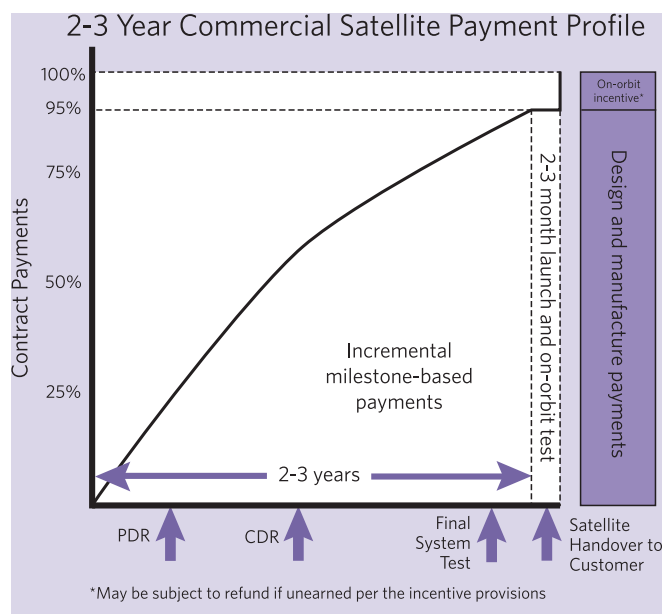 2-3 Year Commercial Satellite Payment Profile
100%
95%
75%
50%
25%
Contract Payments
Incremental
milestone-based
payments
2-3 years
2-3 month launch and on-orbit test
On-orbit
incentive*
Design and manufacture payments
PDR
CDR
Final
System
Test
Satellite
Handover to
Customer
*May be subject to refund if unearned per the incentive provisions